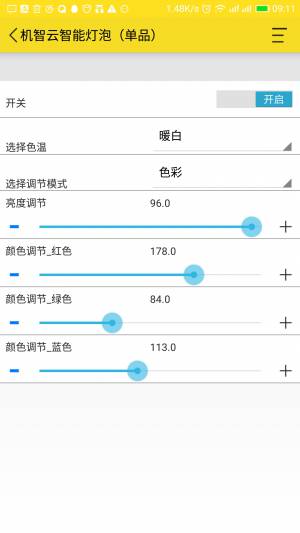 1.48K/s 09:11
机智云智能灯泡（单品）
开关 开启
选择色温 暖白
选择调节模式 色彩
亮度调节 96.0
颜色调节_红色 178.0
颜色调节_绿色 84.0
颜色调节_蓝色 113.0